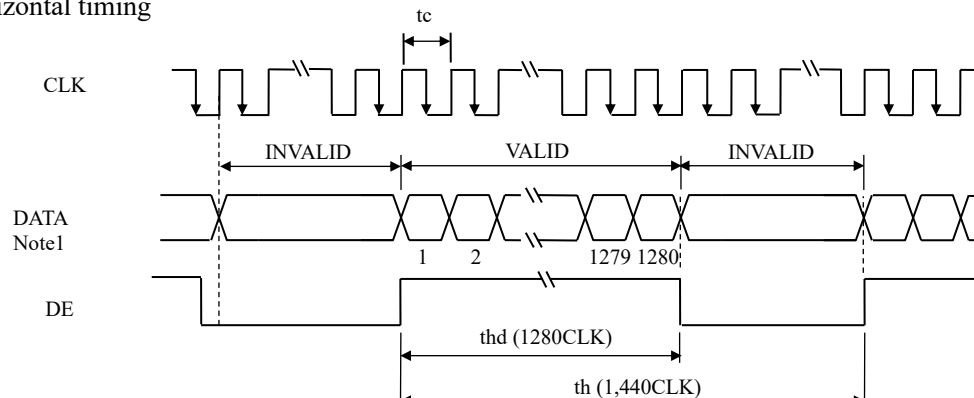 izontal timing
tc
CLK
INVALID VALID INVALID
DATA
Note1
1 2 1279 1280
DE
thd (1280CLK)
th (1,440CLK)